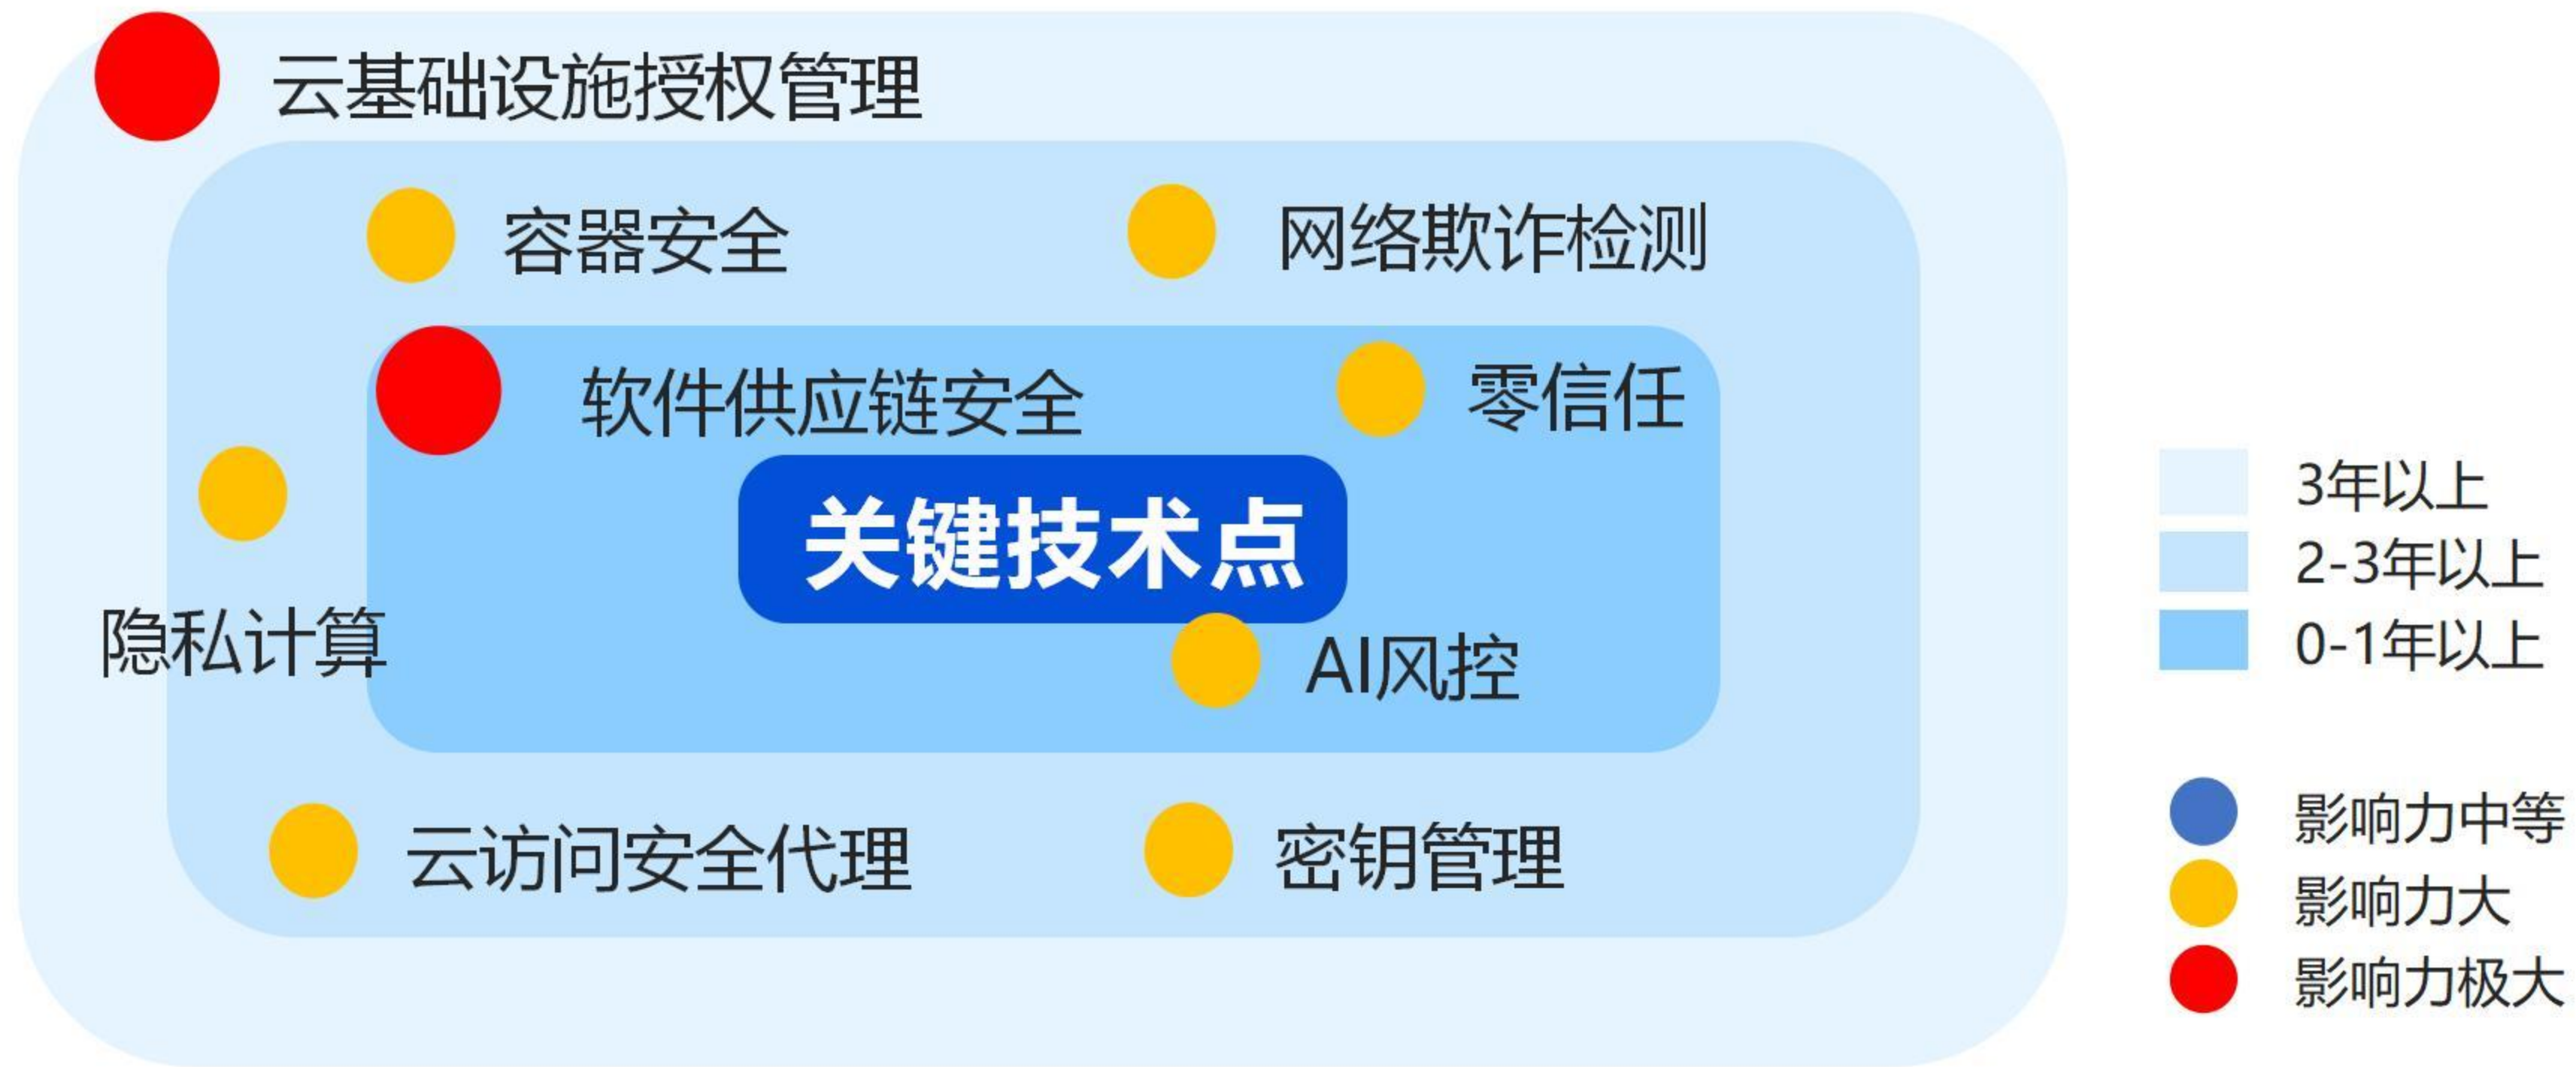 云基础设施授权管理
容器安全
网络欺诈检测
软件供应链安全
零信任
关键技术点
隐私计算
AI风控
云访问安全代理
密钥管理
3年以上
2-3年以上
0-1年以上
影响力中等
影响力大
影响力极大